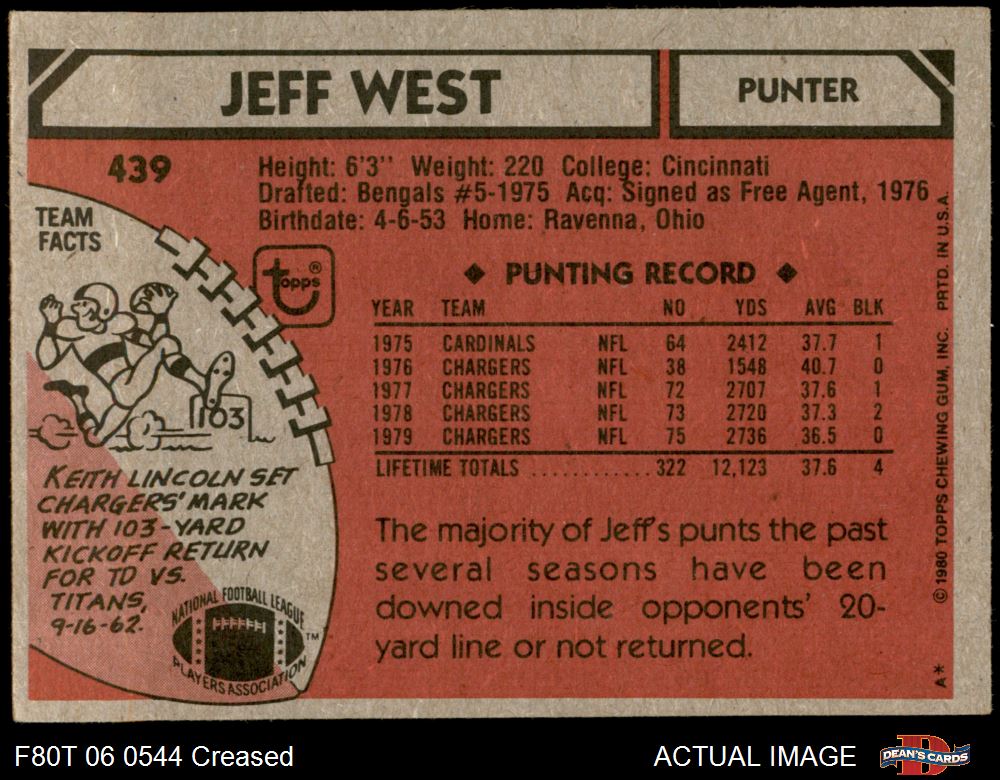 JEFF WEST
PUNTER
439
Height: 6'3'' Weight: 220 College: Cincinnati
Drafted: Bengals #5-1975 Acq: Signed as Free Agent, 1976
Birthdate: 4-6-53 Home: Ravenna, Ohio
TEAM
FACTS
topps®
103
KEITH LINCOLN SET
CHARGERS' MARK
WITH 103-YARD
KICKOFF RETURN
FOR TD VS.
TITANS,
9-16-62.
NATIONAL FOOTBALL LEAGUE
PLAYERS ASSOCIATION
TM
◆ PUNTING RECORD ◆
YEAR TEAM NO YDS AVG BLK
1975 CARDINALS NFL 64 2412 37.7 1
1976 CHARGERS NFL 38 1548 40.7 0
1977 CHARGERS NFL 72 2707 37.6 1
1978 CHARGERS NFL 73 2720 37.3 2
1979 CHARGERS NFL 75 2736 36.5 0
LIFETIME TOTALS ............ 322 12,123 37.6 4
The majority of Jeff's punts the past
several seasons have been
downed inside opponents' 20-
yard line or not returned.
A* © 1980 TOPPS CHEWING GUM, INC. PRTD. IN U.S.A.
F80T 06 0544 Creased
ACTUAL IMAGE
DEAN'S CARDS